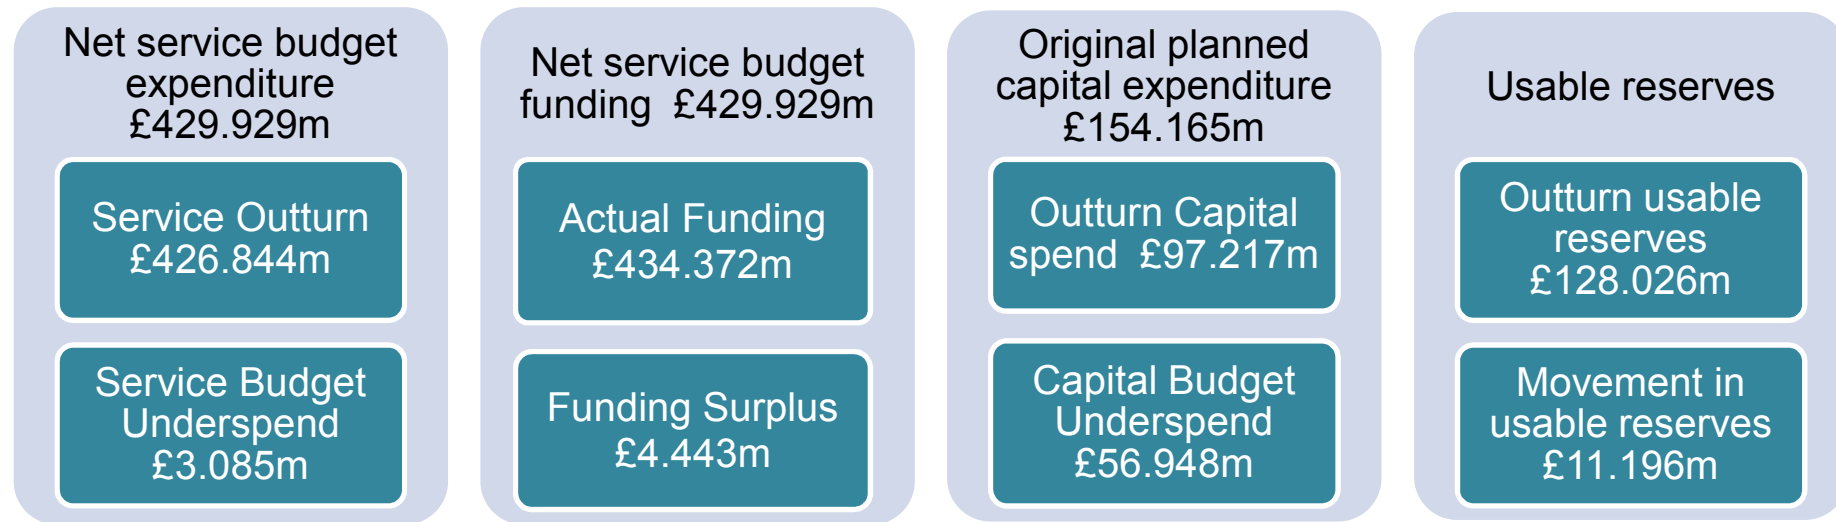 Net service budget
expenditure
£429.929m
Service Outturn
£426.844m
Service Budget
Underspend
£3.085m
Net service budget
funding £429.929m
Actual Funding
£434.372m
Funding Surplus
£4.443m
Original planned
capital expenditure
£154.165m
Outturn Capital
spend £97.217m
Capital Budget
Underspend
£56.948m
Usable reserves
Outturn usable
reserves
£128.026m
Movement in
usable reserves
£11.196m